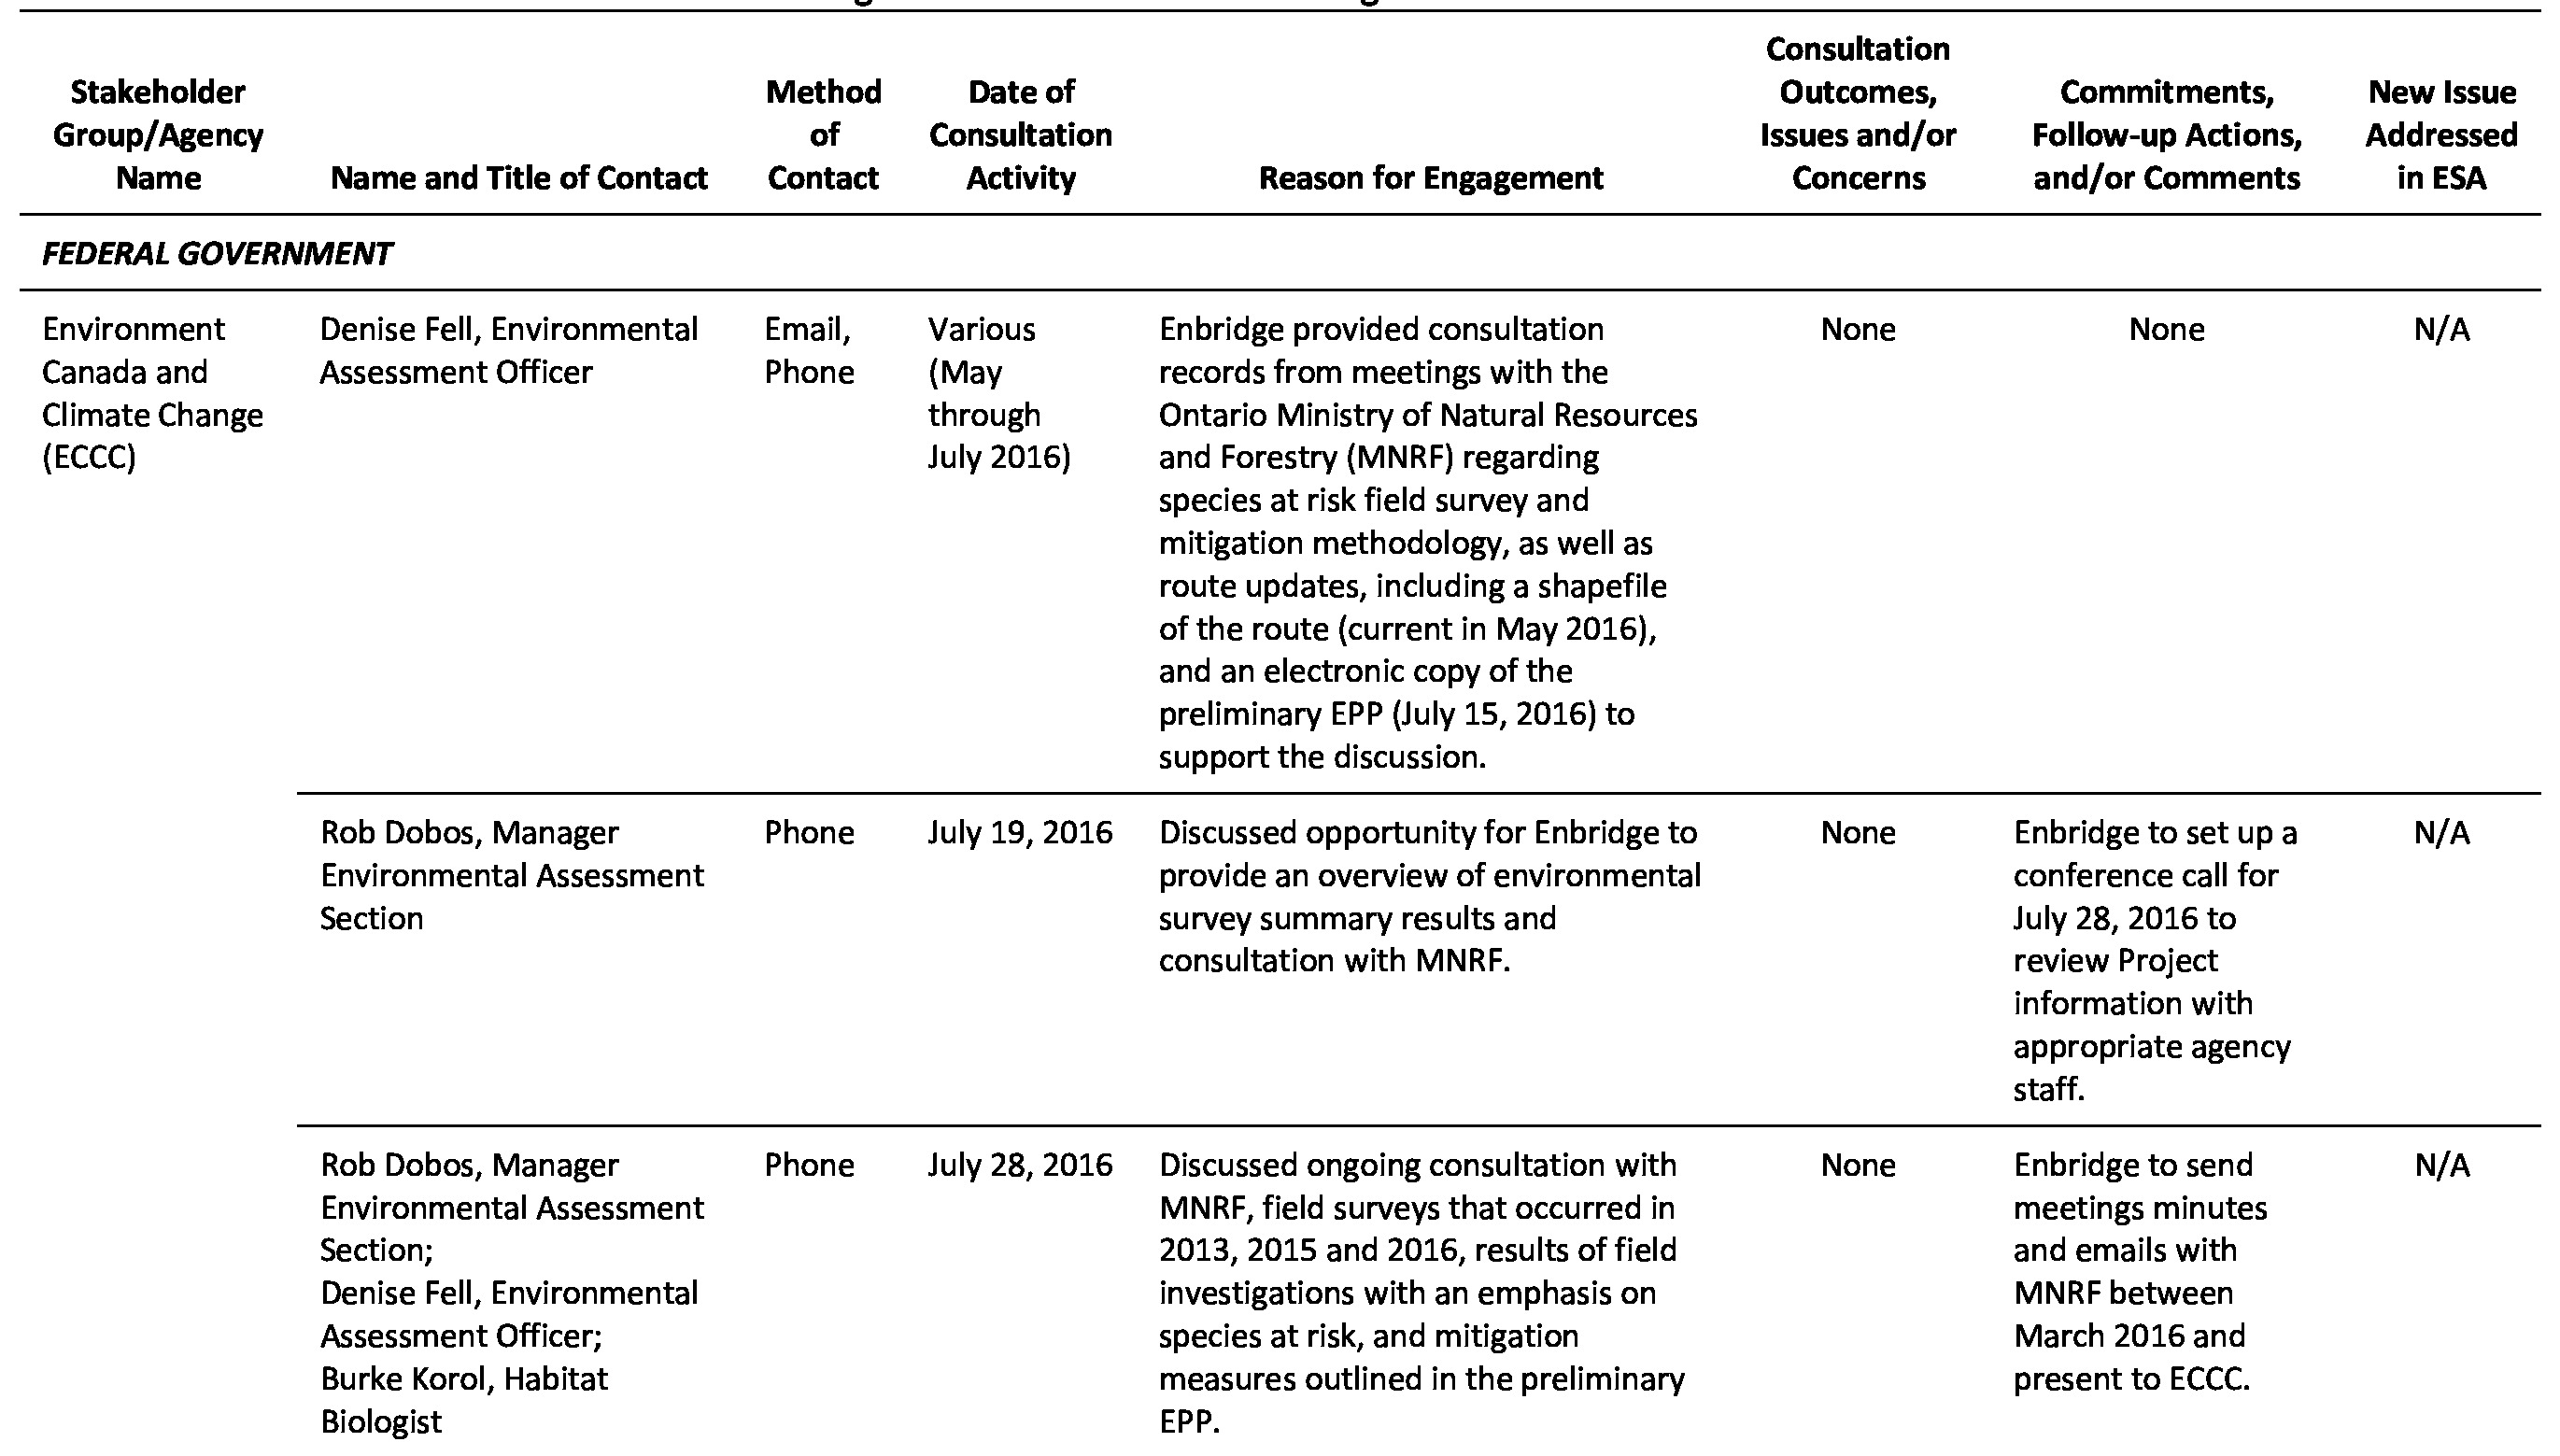 Consultation
Stakeholder Method Date of Outcomes, Commitments, New Issue
Group/Agency of Consultation Issues and/or Follow-up Actions, Addressed
Name Name and Title of Contact Contact Activity Reason for Engagement Concerns and/or Comments in ESA
FEDERAL GOVERNMENT
Environment Denise Fell, Environmental Email, Various Enbridge provided consultation None None N/A
Canada and Assessment Officer Phone (May records from meetings with the
Climate Change through Ontario Ministry of Natural Resources
(ECCC) July 2016) and Forestry (MNRF) regarding
species at risk field survey and
mitigation methodology, as well as
route updates, including a shapefile
of the route (current in May 2016),
and an electronic copy of the
preliminary EPP (July 15, 2016) to
support the discussion.
Rob Dobos, Manager Phone July 19, 2016 Discussed opportunity for Enbridge to None Enbridge to set up a N/A
Environmental Assessment provide an overview of environmental conference call for
Section survey summary results and July 28, 2016 to
consultation with MNRF. review Project
information with
appropriate agency
staff.
Rob Dobos, Manager Phone July 28, 2016 Discussed ongoing consultation with None Enbridge to send N/A
Environmental Assessment MNRF, field surveys that occurred in meetings minutes
Section; 2013, 2015 and 2016, results of field and emails with
Denise Fell, Environmental investigations with an emphasis on MNRF between
Assessment Officer; species at risk, and mitigation March 2016 and
Burke Korol, Habitat measures outlined in the preliminary present to ECCC.
Biologist EPP.